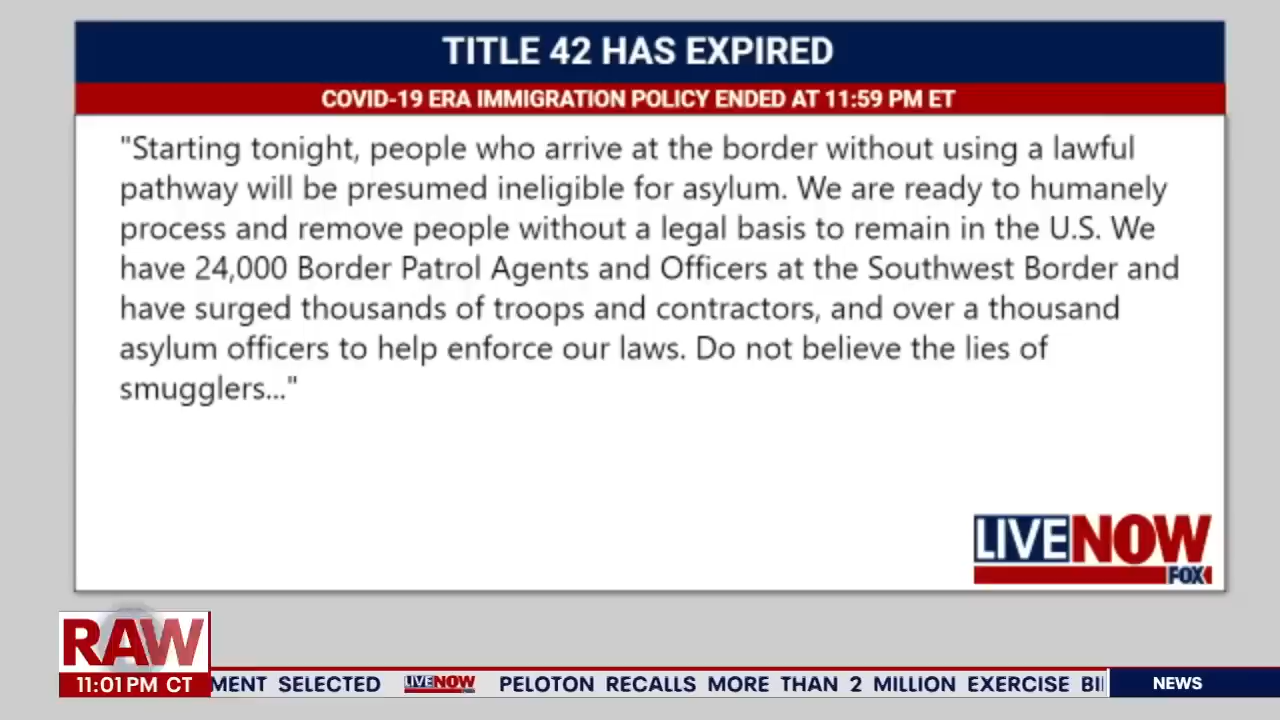 TITLE 42 HAS EXPIRED
COVID-19 ERA IMMIGRATION POLICY ENDED AT 11:59 PM ET
"Starting tonight, people who arrive at the border without using a lawful
pathway will be presumed ineligible for asylum. We are ready to humanely
process and remove people without a legal basis to remain in the U.S. We
have 24,000 Border Patrol Agents and Officers at the Southwest Border and
have surged thousands of troops and contractors, and over a thousand
asylum officers to help enforce our laws. Do not believe the lies of
smugglers..."
LIVENOW
FOX
RAW
11:01 PM CT
MENT SELECTED LIVENOW PELOTON RECALLS MORE THAN 2 MILLION EXERCISE BI
NEWS